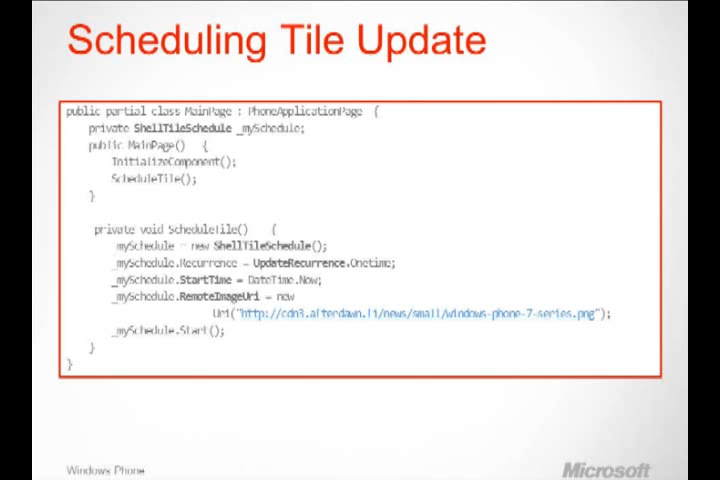 Scheduling Tile Update
public partial class MainPage : PhoneApplicationPage {
private ShellTileSchedule _mySchedule;
public MainPage() {
InitializeComponent();
ScheduleTile();
}
private void ScheduleTile() {
_mySchedule = new ShellTileSchedule();
_mySchedule.Recurrence = UpdateRecurrence.Onetime;
_mySchedule.StartTime = DateTime.Now;
_mySchedule.RemoteImageUri = new
Uri("http://cdn3.afterdawn.fi/news/small/windows-phone-7-series.png");
_mySchedule.Start();
}
}
Windows Phone
Microsoft